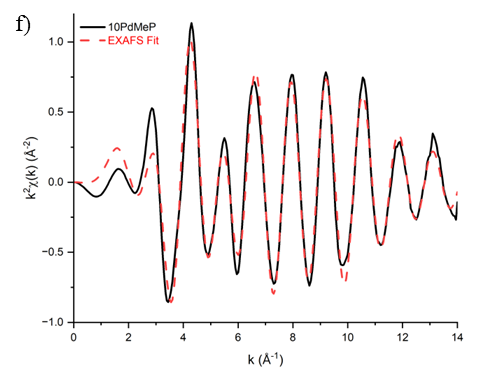 f)
10PdMeP
EXAFS Fit
1.0
0.5
0.0
−0.5
−1.0
k²χ(k) (Å⁻²)
0 2 4 6 8 10 12 14
k (Å⁻¹)